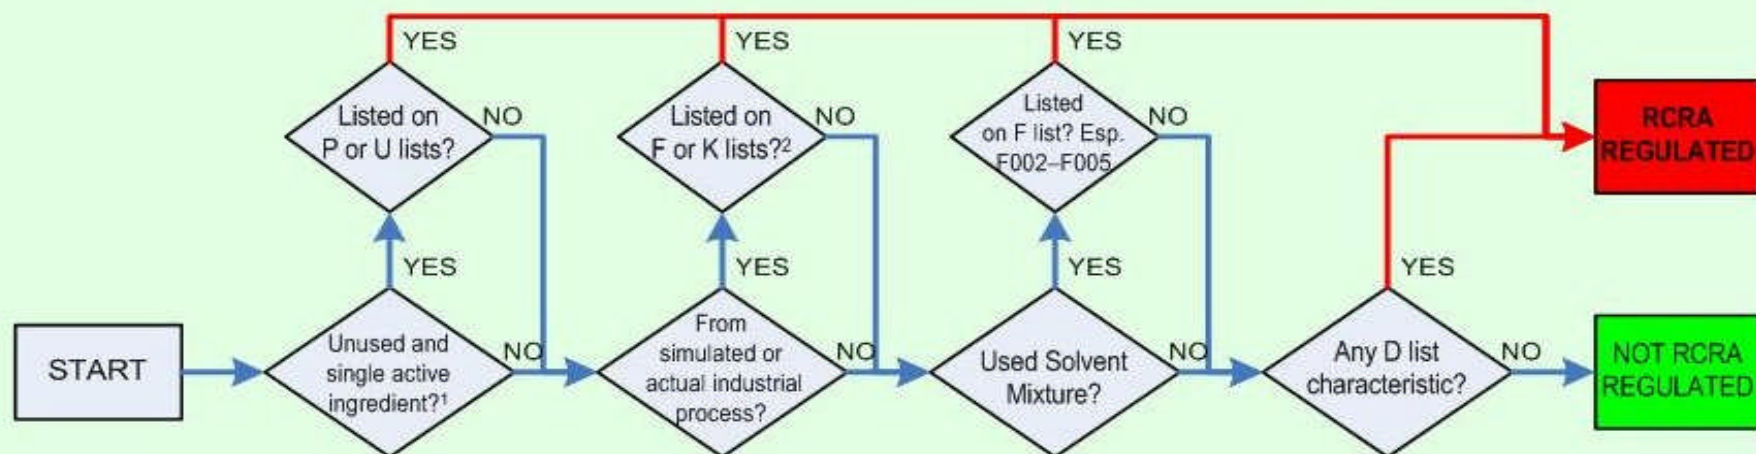 YES
YES
YES
Listed on
P or U lists?
NO
Listed on
F or K lists?²
NO
Listed
on F list? Esp.
F002–F005
NO
RCRA
REGULATED
YES
YES
YES
YES
START
Unused and
single active
ingredient?¹
NO
From
simulated or
actual industrial
process?
NO
Used Solvent
Mixture?
NO
Any D list
characteristic?
NO
NOT RCRA
REGULATED